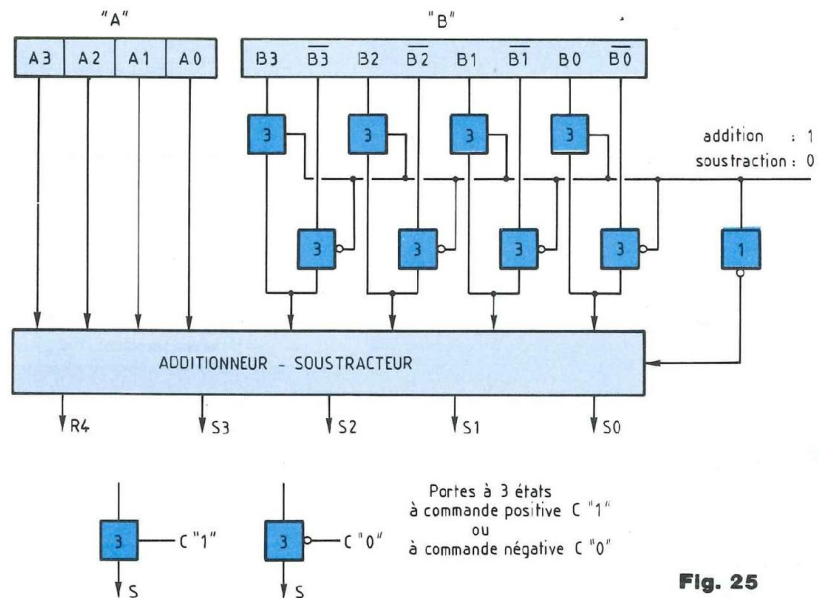 "A"
"B"
A3 A2 A1 A0
B3 B̅3̅ B2 B̅2̅ B1 B̅1̅ B0 B̅0̅
3 3 3 3
addition : 1
soustraction : 0
3 3 3 3 1
ADDITIONNEUR - SOUSTRACTEUR
R4 S3 S2 S1 S0
3 C "1"
S
3 C "0"
S
Portes à 3 états
à commande positive C "1"
ou
à commande négative C "0"
Fig. 25